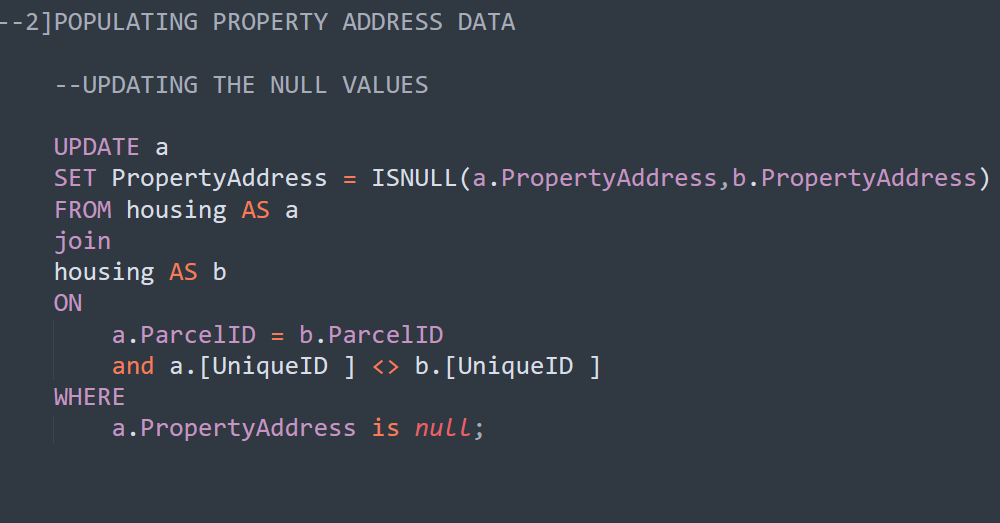 --2]POPULATING PROPERTY ADDRESS DATA
--UPDATING THE NULL VALUES
UPDATE a
SET PropertyAddress = ISNULL(a.PropertyAddress,b.PropertyAddress)
FROM housing AS a
join
housing AS b
ON
a.ParcelID = b.ParcelID
and a.[UniqueID ] <> b.[UniqueID ]
WHERE
a.PropertyAddress is null;